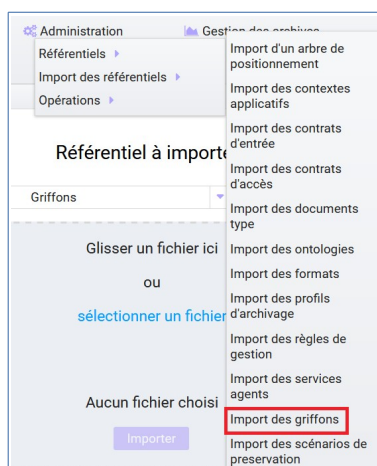 Administration
Gestion des archives
Référentiels
Import des référentiels
Opérations
Référentiel à importe
Griffons
Glisser un fichier ici
ou
sélectionner un fichier
Aucun fichier choisi
Importer
Import d'un arbre de
positionnement
Import des contextes
applicatifs
Import des contrats
d'entrée
Import des contrats
d'accès
Import des documents
type
Import des ontologies
Import des formats
Import des profils
d'archivage
Import des règles de
gestion
Import des services
agents
Import des griffons
Import des scénarios de
preservation